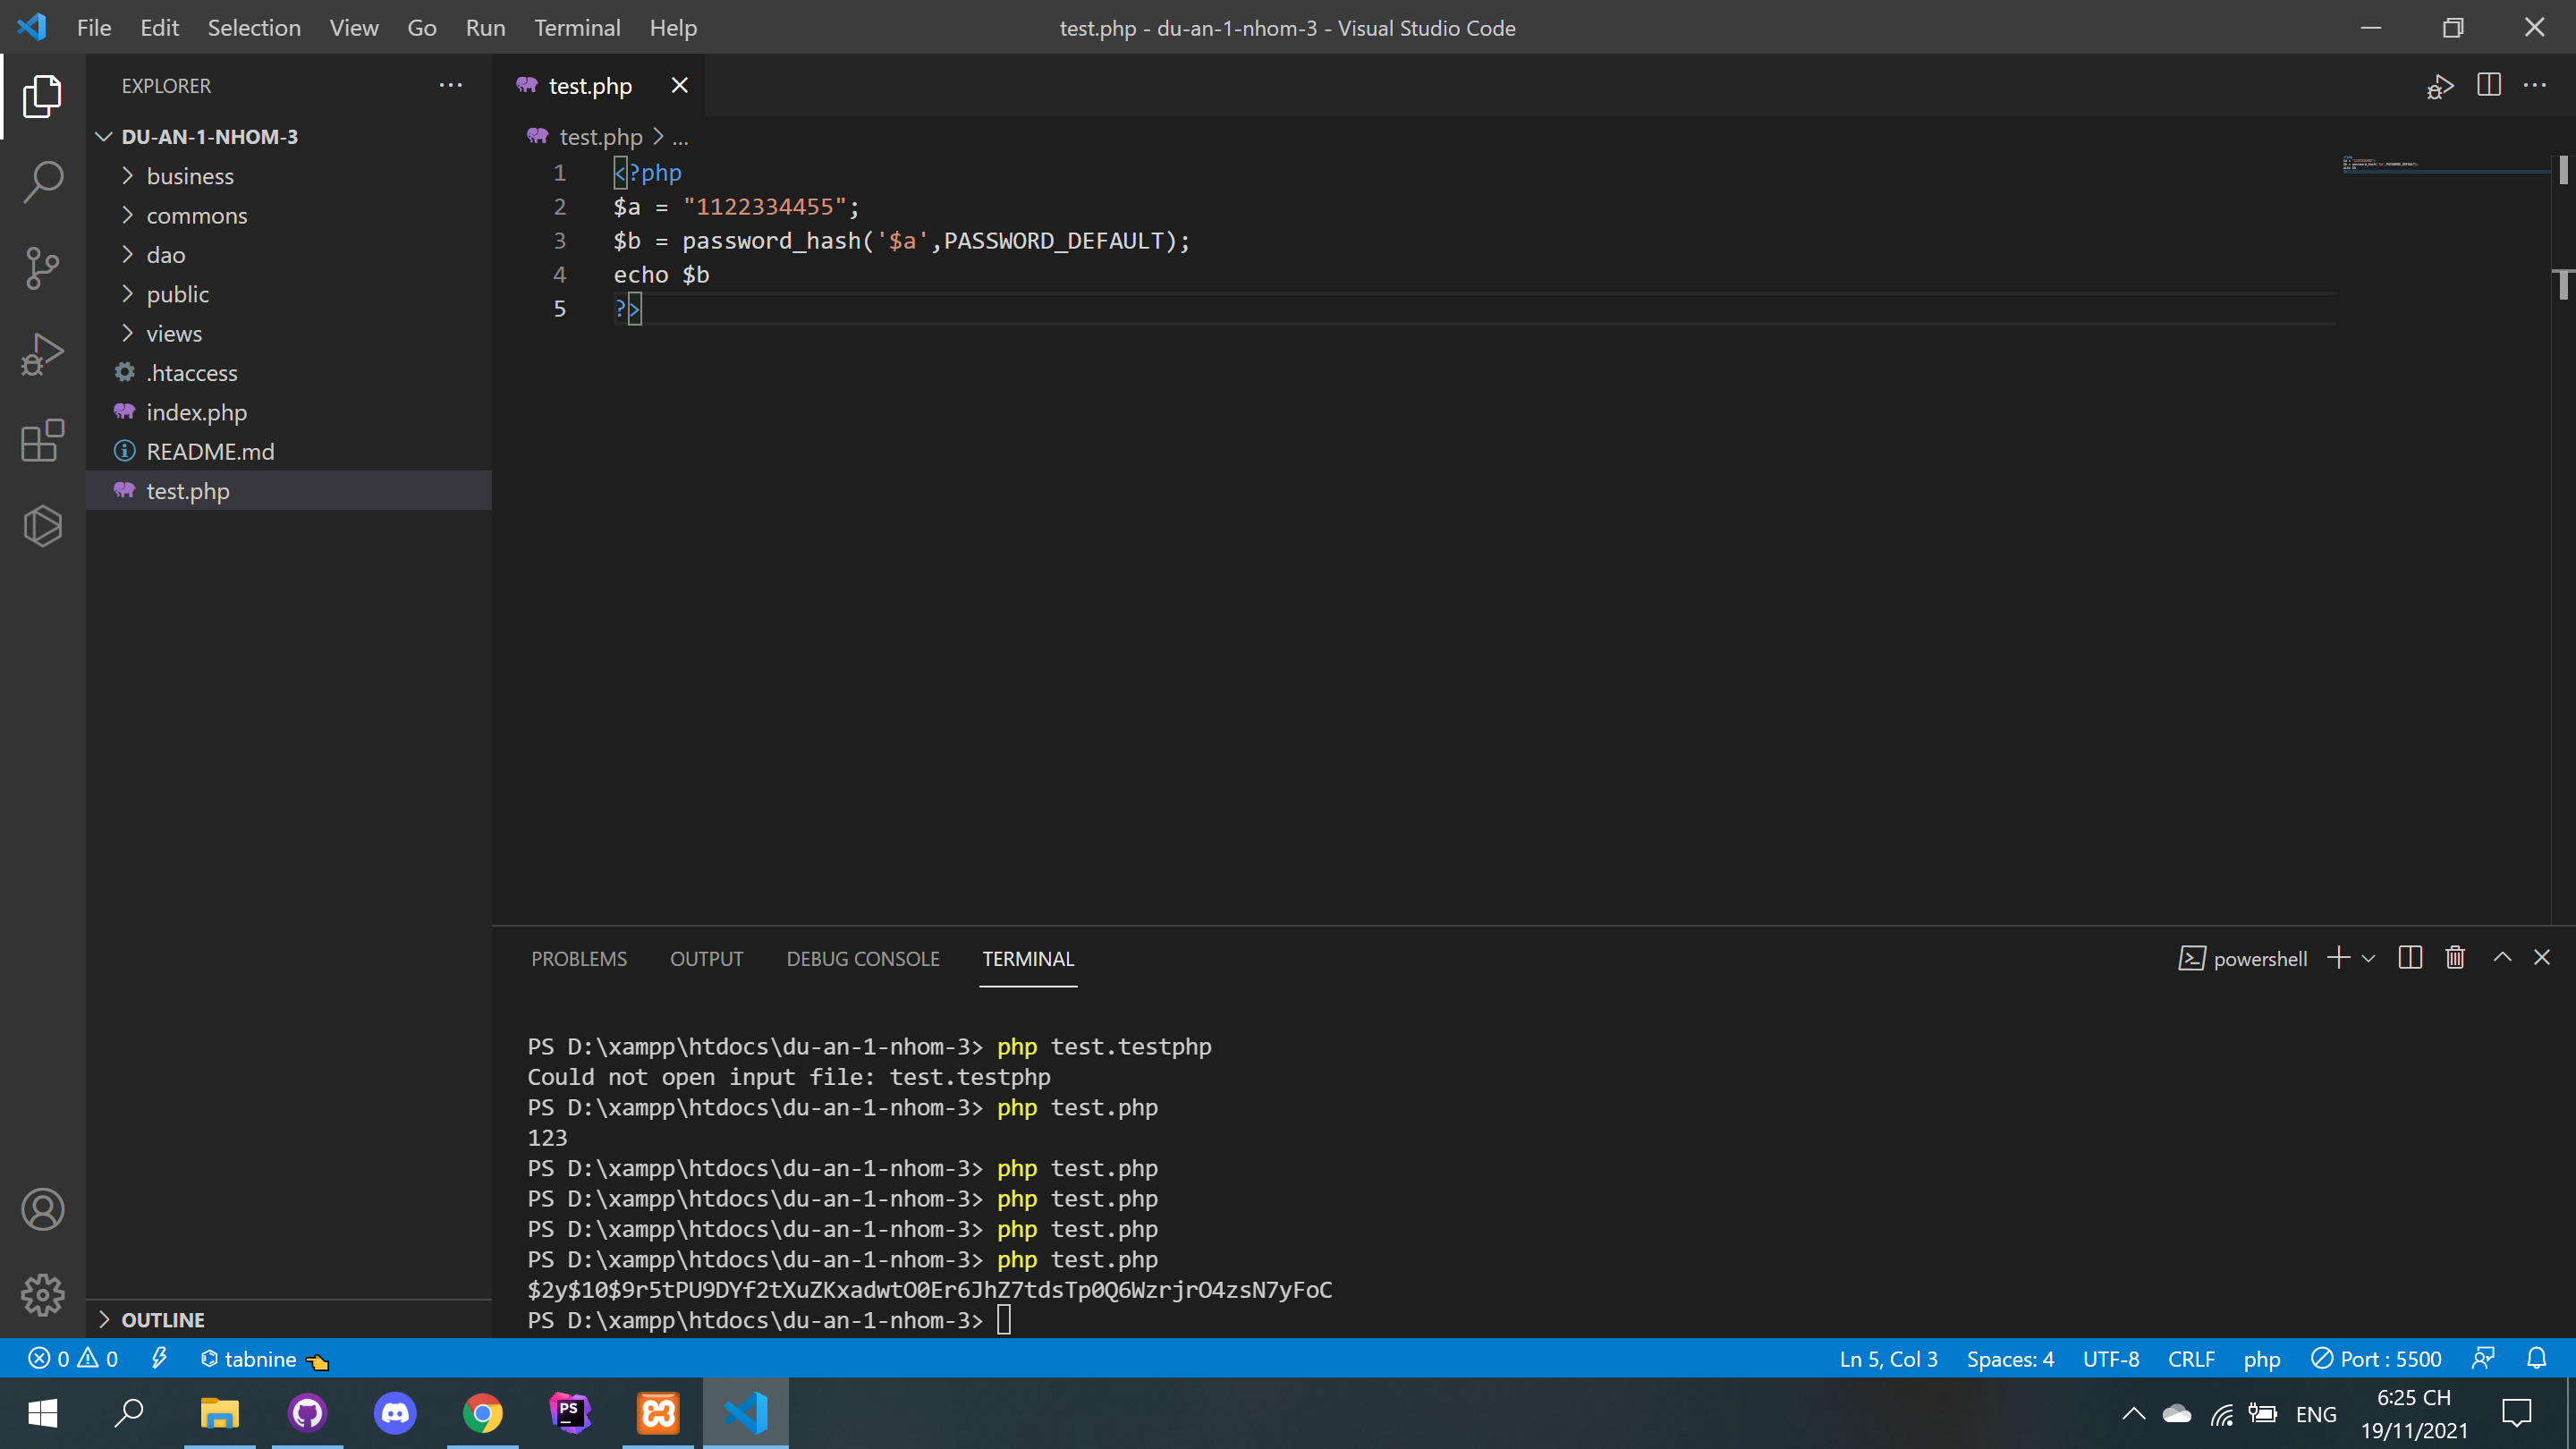 File Edit Selection View Go Run Terminal Help
test.php - du-an-1-nhom-3 - Visual Studio Code
EXPLORER
DU-AN-1-NHOM-3
business
commons
dao
public
views
.htaccess
index.php
README.md
test.php
OUTLINE
test.php
test.php > ...
1 <?php
2 $a = "1122334455";
3 $b = password_hash('$a',PASSWORD_DEFAULT);
4 echo $b
5 ?>
PROBLEMS OUTPUT DEBUG CONSOLE TERMINAL
powershell
PS D:\xampp\htdocs\du-an-1-nhom-3> php test.testphp
Could not open input file: test.testphp
PS D:\xampp\htdocs\du-an-1-nhom-3> php test.php
123
PS D:\xampp\htdocs\du-an-1-nhom-3> php test.php
PS D:\xampp\htdocs\du-an-1-nhom-3> php test.php
PS D:\xampp\htdocs\du-an-1-nhom-3> php test.php
PS D:\xampp\htdocs\du-an-1-nhom-3> php test.php
$2y$10$9r5tPU9DYf2tXuZKxadwtO0Er6JhZ7tdsTp0Q6WzrjrO4zsN7yFoC
PS D:\xampp\htdocs\du-an-1-nhom-3>
0 0 tabnine
Ln 5, Col 3 Spaces: 4 UTF-8 CRLF php Port : 5500
PS
ENG
6:25 CH
19/11/2021